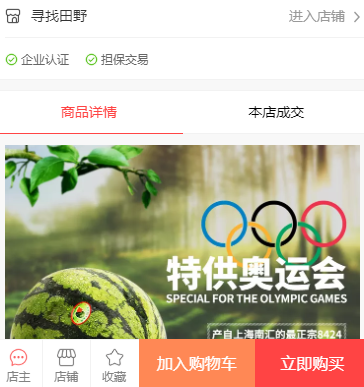 寻找田野
进入店铺
企业认证 担保交易
商品详情 本店成交
特供奥运会
SPECIAL FOR THE OLYMPIC GAMES
产自上海南汇的最正宗8424
店主 店铺 收藏 加入购物车 立即购买